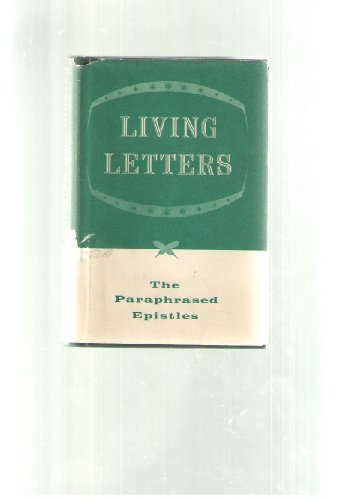 LIVING
LETTERS
The
Paraphrased
Epistles